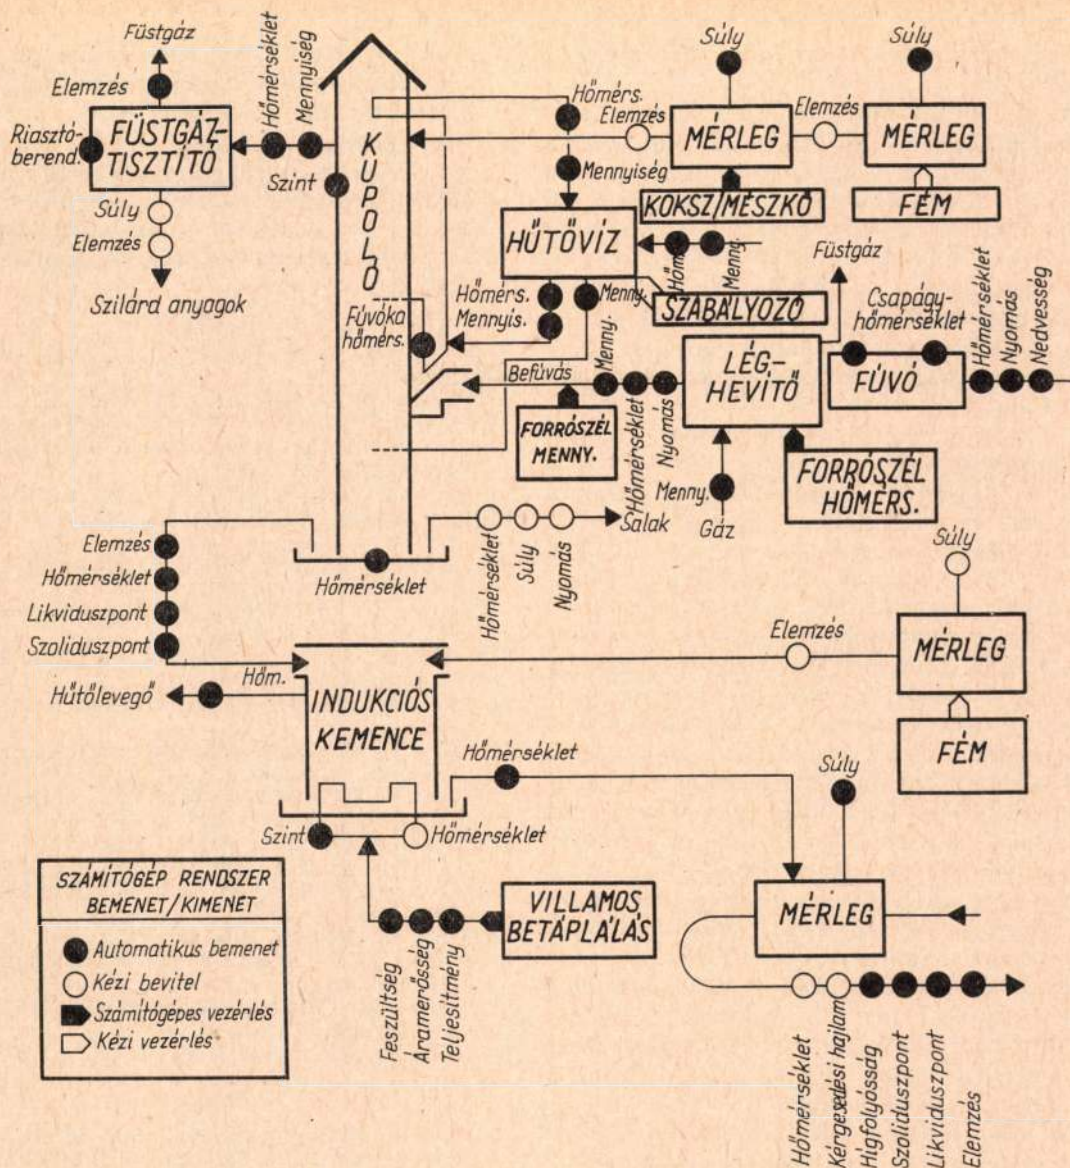 Füstgáz
Elemzés
Hőmérséklet
Mennyiség
Riasztó-
berend.
FÜSTGÁZ-
TISZTÍTÓ
Súly
Elemzés
Szilárd anyagok
Szint
KUPOLÓ
Hőmérs.
Mennyiség
Elemzés
Súly
MÉRLEG
KOKSZ/MÉSZKŐ
Elemzés
Súly
MÉRLEG
FÉM
HŰTŐVÍZ
Hőm.
Menny.
SZABÁLYOZÓ
Hőmérs.
Mennyis.
Menny.
Fúvóka
hőmérs.
Befúvás
Menny.
Hőmérséklet
Nyomás
FORRÓSZÉL
MENNY.
Füstgáz
LÉG-
HEVÍTŐ
Menny.
Gáz
FORRÓSZÉL
HŐMÉRS.
Csapágy-
hőmérséklet
FÚVÓ
Hőmérséklet
Nyomás
Nedvesség
Hőmérséklet
Hőmérséklet
Súly
Nyomás
Salak
Elemzés
Hőmérséklet
Likviduszpont
Szoliduszpont
Hőm.
Hűtőlevegő
INDUKCIÓS
KEMENCE
Elemzés
Súly
MÉRLEG
FÉM
Hőmérséklet
Szint
Hőmérséklet
Súly
MÉRLEG
VILLAMOS
BETÁPLÁLÁS
Feszültség
Áramerősség
Teljesítmény
Hőmérséklet
Kérgesedési hajlam
Hígfolyósság
Szoliduszpont
Likviduszpont
Elemzés
SZÁMÍTÓGÉP RENDSZER
BEMENET/KIMENET
Automatikus bemenet
Kézi bevitel
Számítógépes vezérlés
Kézi vezérlés